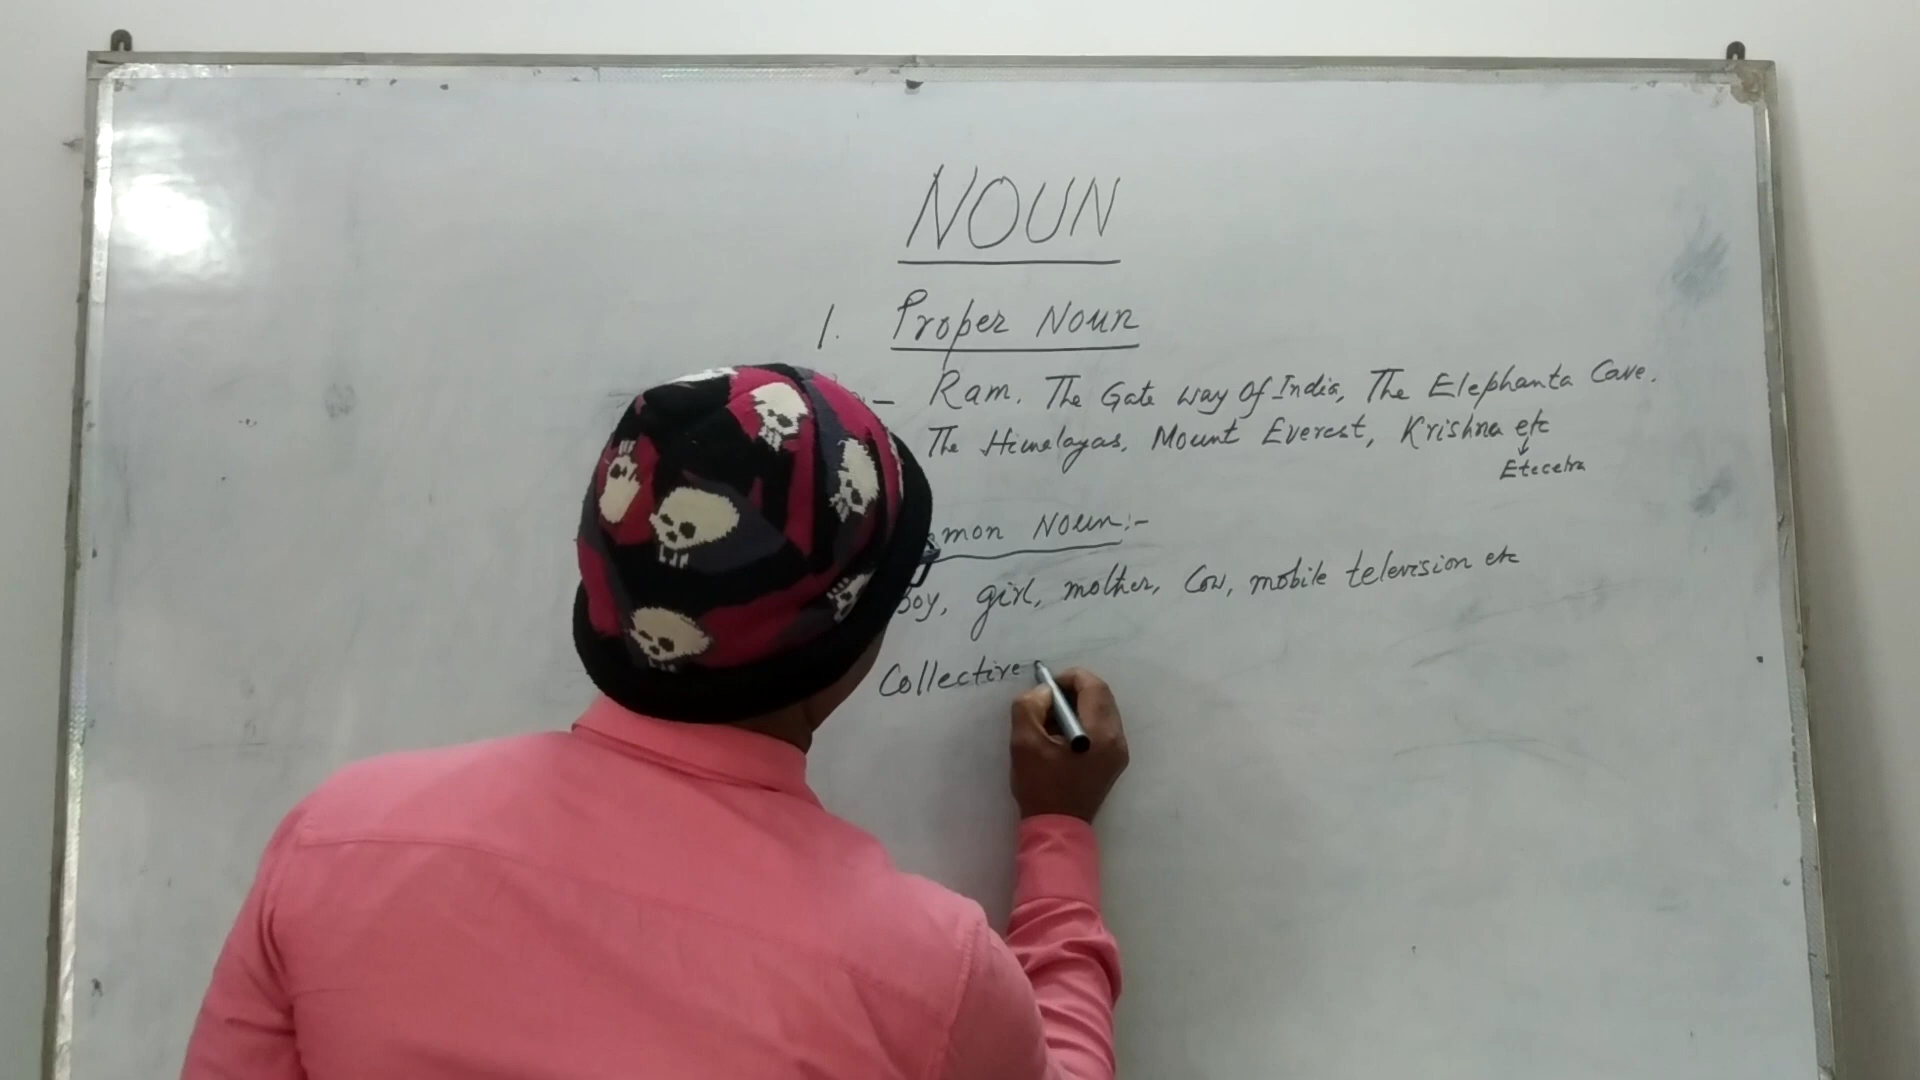 NOUN
1. Proper Noun
- Ram. The Gate way Of India, The Elephanta Cave.
The Himalayas, Mount Everest, Krishna etc
Etecetra
mon Noun:-
Boy, girl, mother, Cow, mobile television etc
Collective